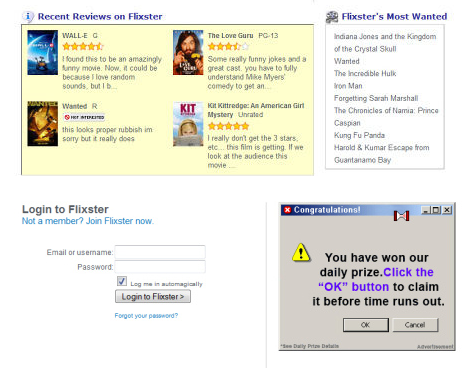 Recent Reviews on Flixster
WALL-E G
I found this to be an amazingly
funny movie. Now, it could be
because I love random
sounds, but I b...
The Love Guru PG-13
Some really funny jokes and a
great cast. you have to fully
understand Mike Myers'
comedy to get an...
Wanted R
NOT INTERESTED
this looks proper rubbish im
sorry but it really does
Kit Kittredge: An American Girl
Mystery Unrated
I really don't get the 3 stars,
etc... this film is getting. If we
look at the audience this
movie ...
Flixster's Most Wanted
Indiana Jones and the Kingdom
of the Crystal Skull
Wanted
The Incredible Hulk
Iron Man
Forgetting Sarah Marshall
The Chronicles of Narnia: Prince
Caspian
Kung Fu Panda
Harold & Kumar Escape from
Guantanamo Bay
Login to Flixster
Not a member? Join Flixster now.
Email or username:
Password:
Log me in automagically
Login to Flixster >
Forgot your password?
Congratulations!
You have won our
daily prize.Click the
“OK” button to claim
it before time runs out.
OK
Cancel
*See Daily Prize Details
Advertisement